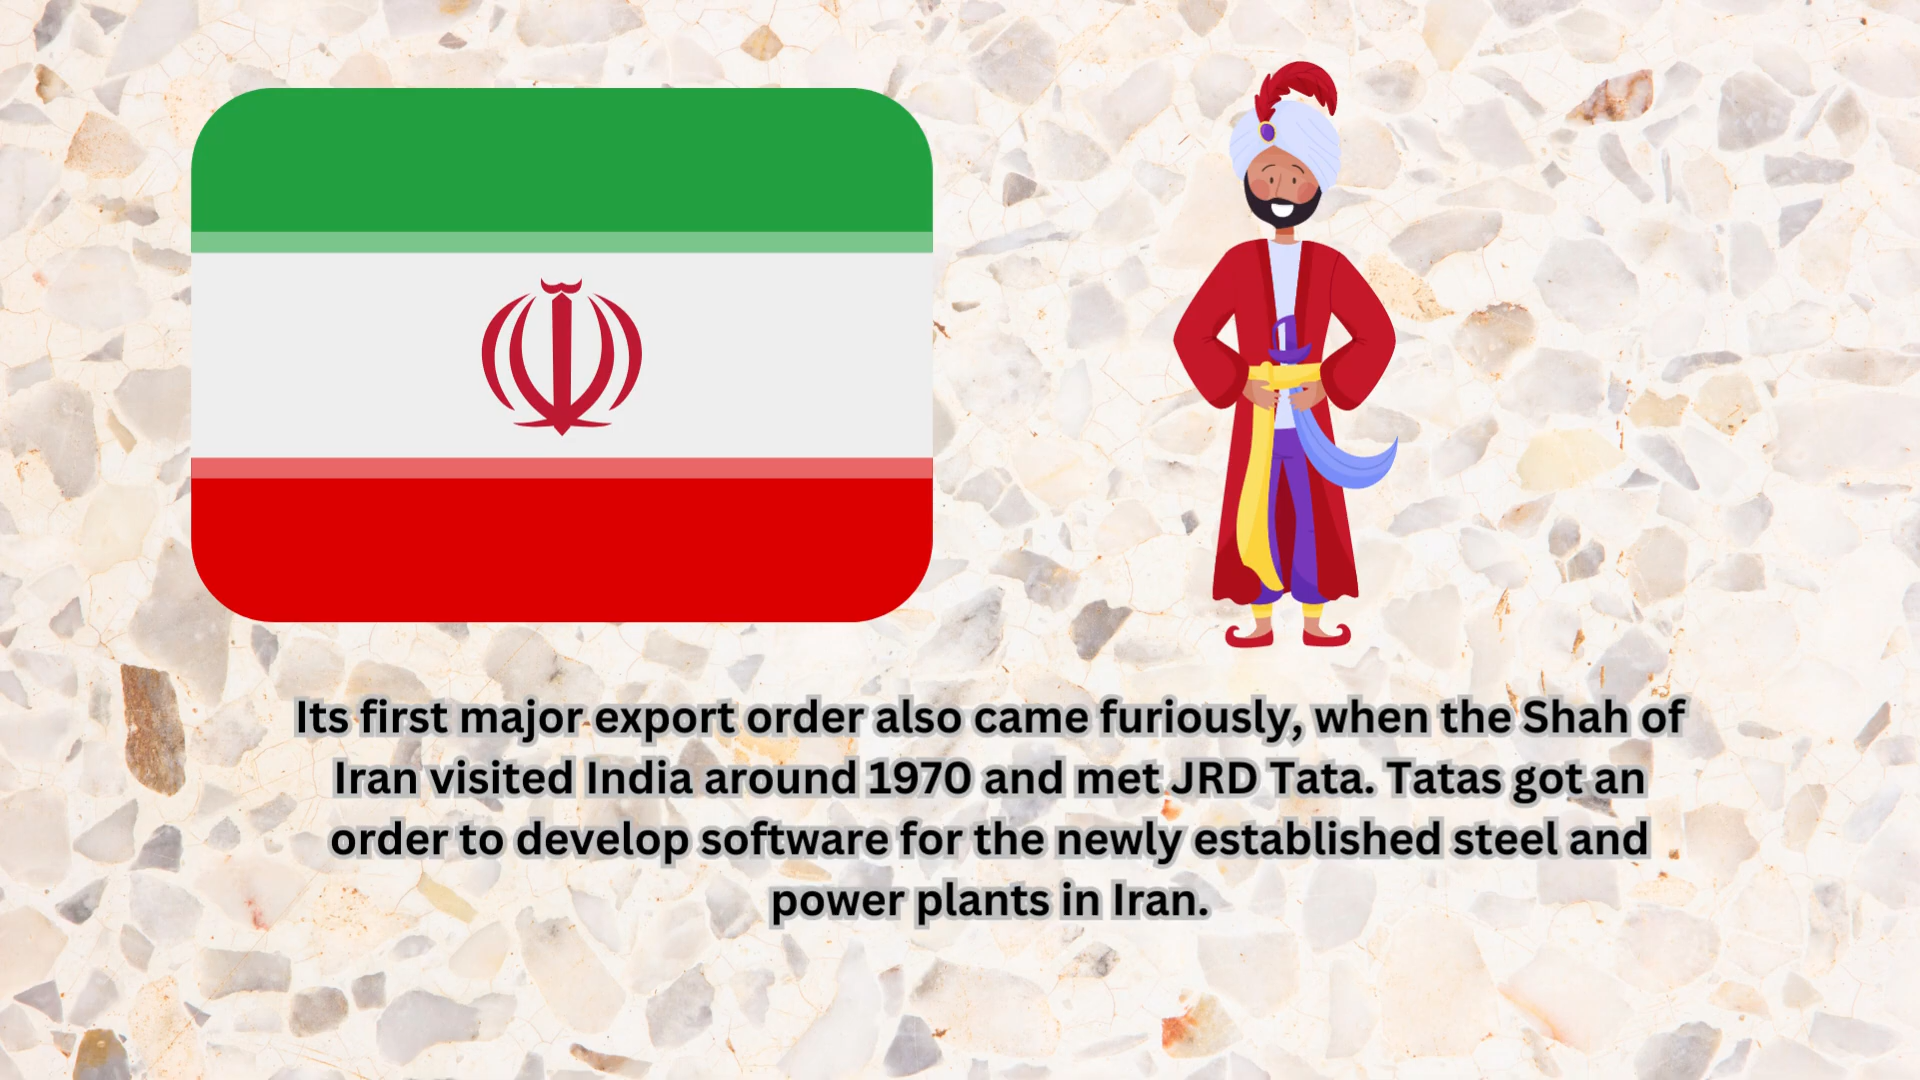 Its first major export order also came furiously, when the Shah of
Iran visited India around 1970 and met JRD Tata. Tatas got an
order to develop software for the newly established steel and
power plants in Iran.